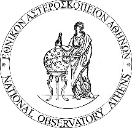 ΕΘΝΙΚΟΝ ΑΣΤΕΡΟΣΚΟΠΕΙΟΝ ΑΘΗΝΩΝ
NATIONAL OBSERVATORY ATHENS